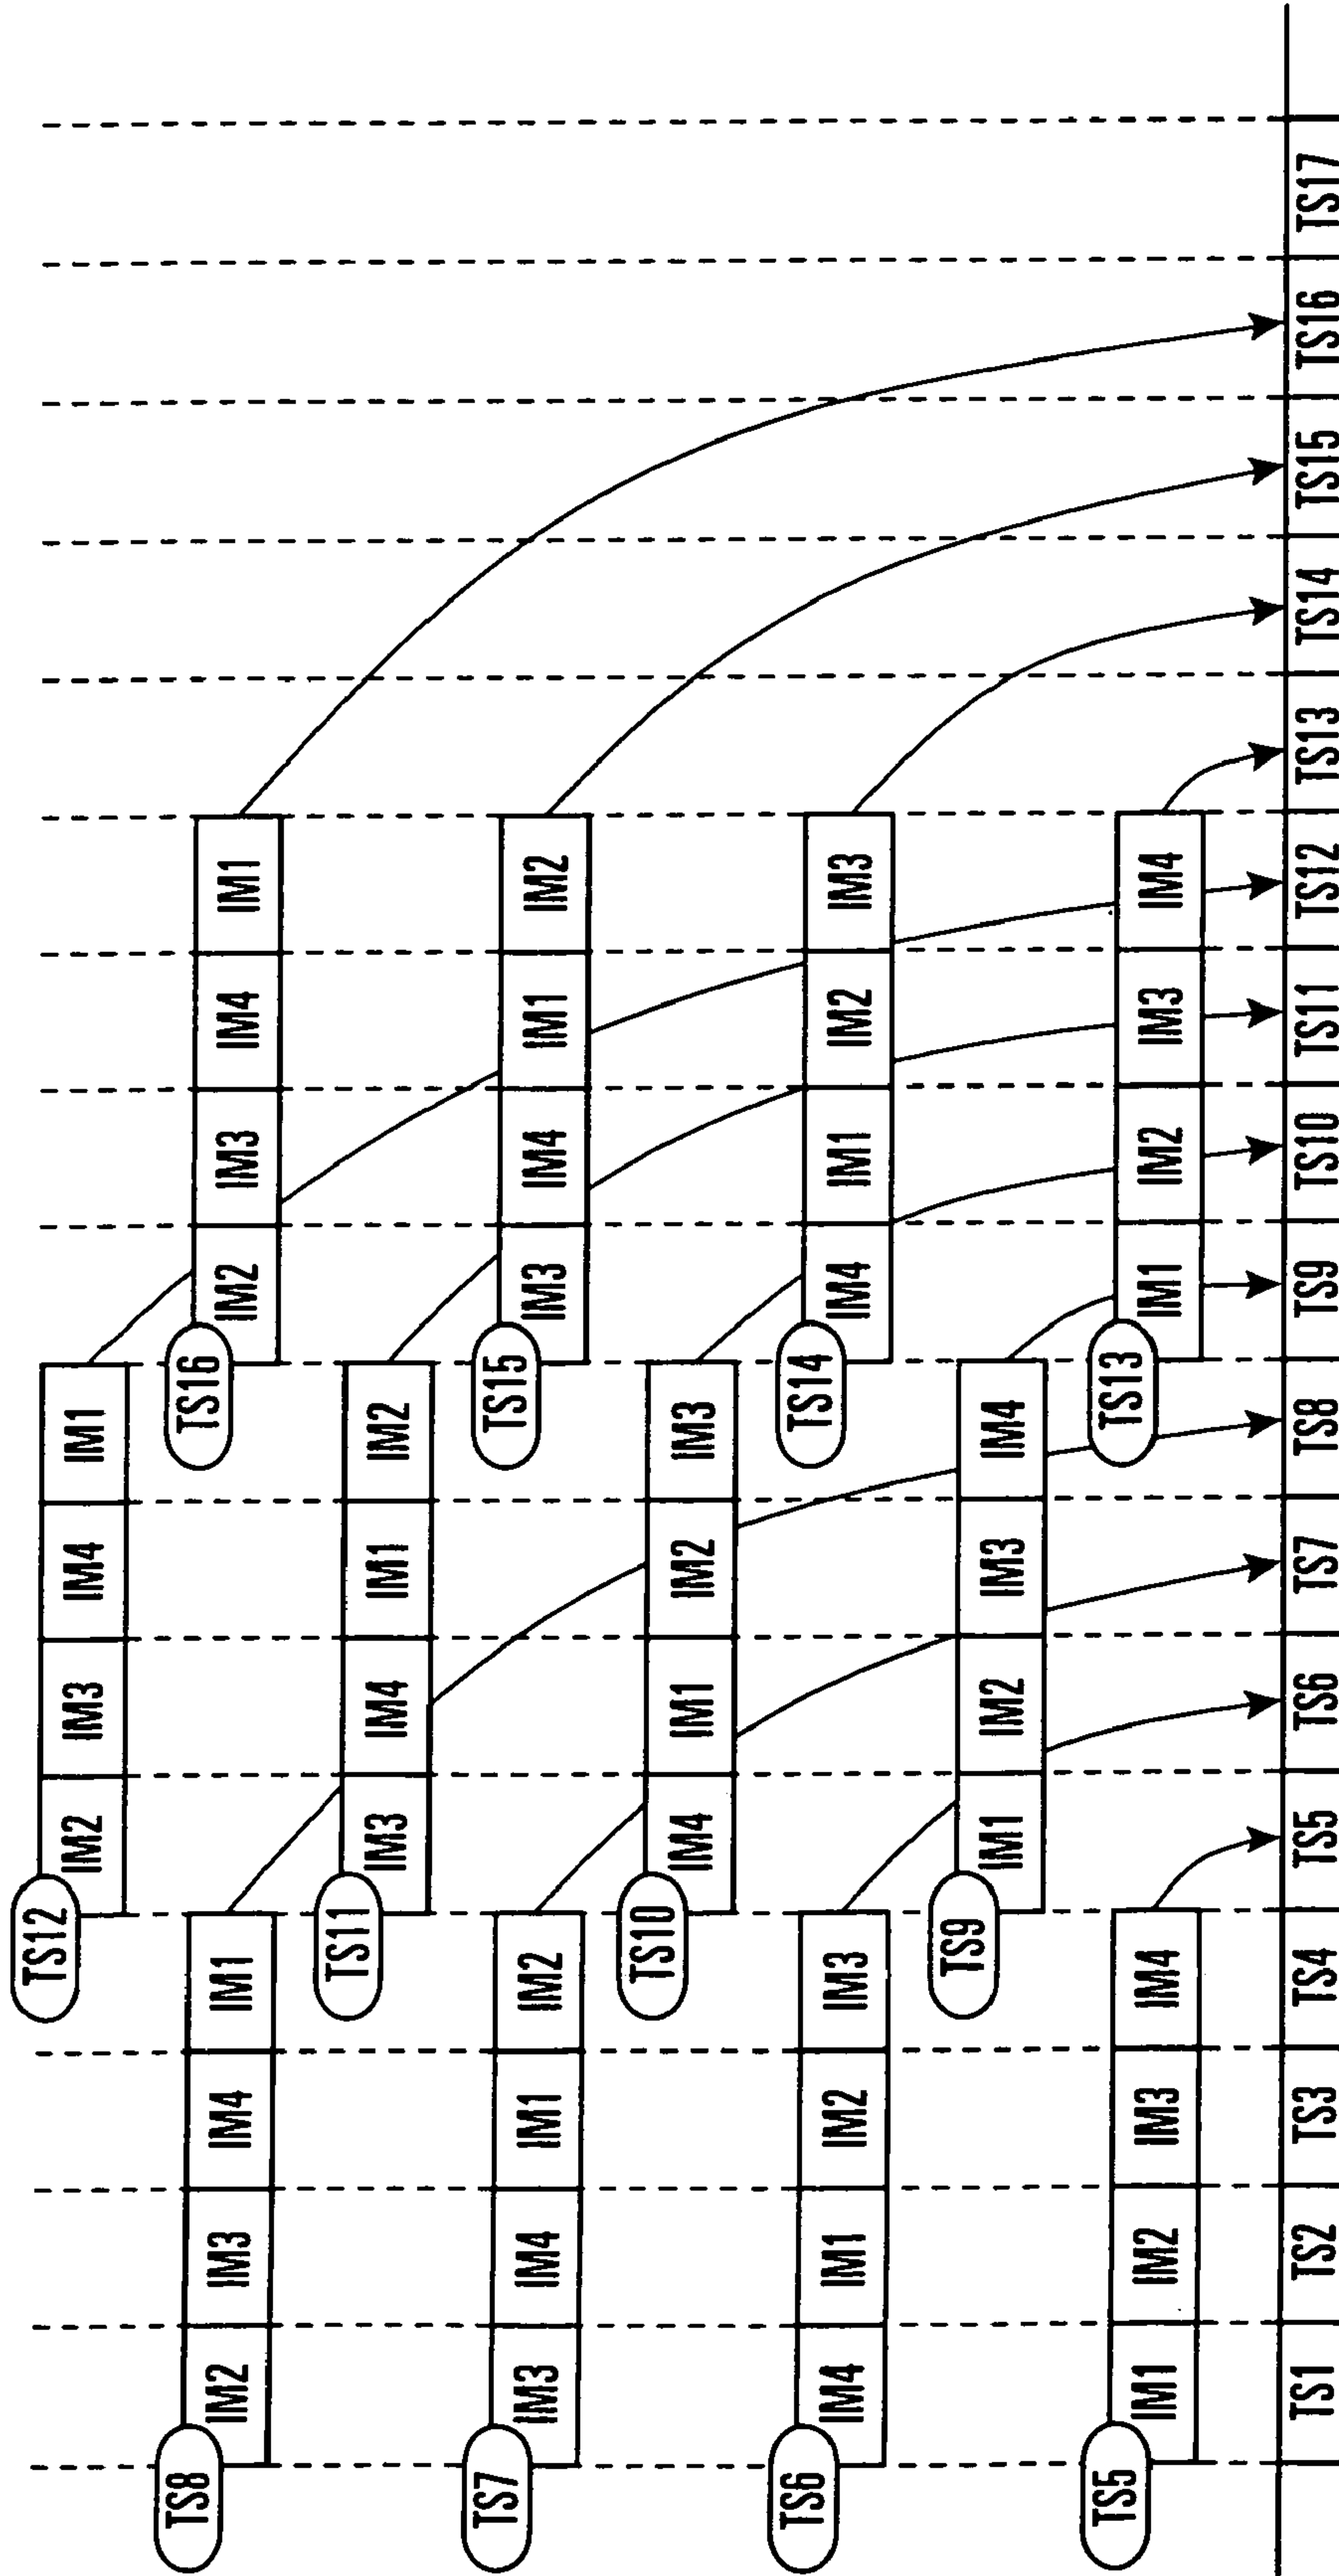 TS12 IM2 IM3 IM4 IM1
TS8 IM2 IM3 IM4 IM1
TS16 IM2 IM3 IM4 IM1
TS11 IM3 IM4 IM1 IM2
TS7 IM3 IM4 IM1 IM2
TS15 IM3 IM4 IM1 IM2
TS10 IM4 IM1 IM2 IM3
TS6 IM4 IM1 IM2 IM3
TS14 IM4 IM1 IM2 IM3
TS9 IM1 IM2 IM3 IM4
TS5 IM1 IM2 IM3 IM4
TS13 IM1 IM2 IM3 IM4
TS1 TS2 TS3 TS4 TS5 TS6 TS7 TS8 TS9 TS10 TS11 TS12 TS13 TS14 TS15 TS16 TS17